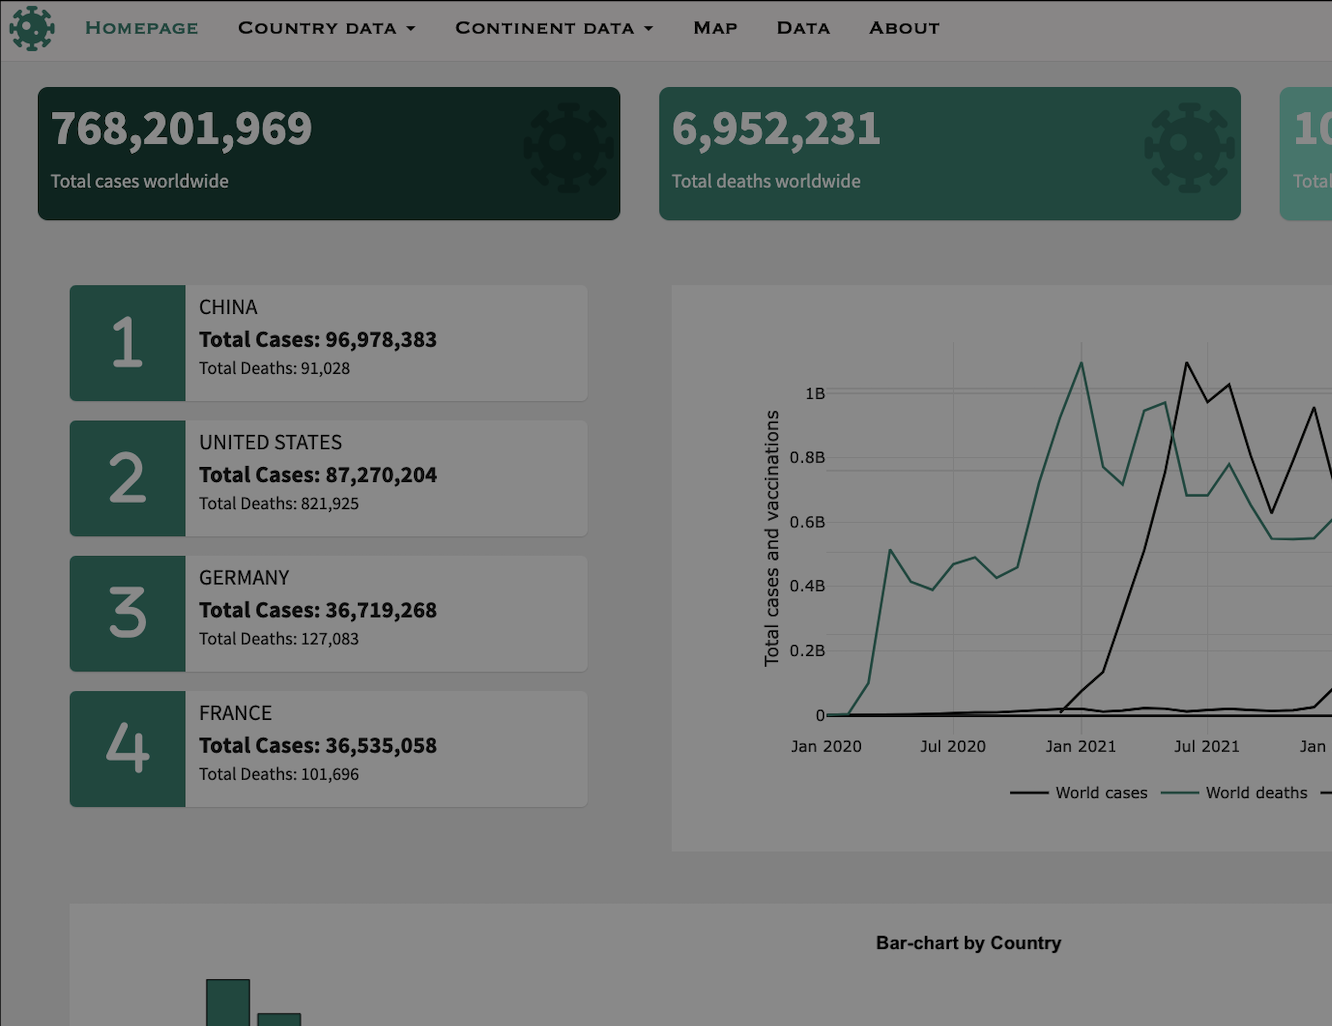 Homepage
Country data
Continent data
Map
Data
About
768,201,969
Total cases worldwide
6,952,231
Total deaths worldwide
10
Total
1
CHINA
Total Cases: 96,978,383
Total Deaths: 91,028
2
UNITED STATES
Total Cases: 87,270,204
Total Deaths: 821,925
3
GERMANY
Total Cases: 36,719,268
Total Deaths: 127,083
4
FRANCE
Total Cases: 36,535,058
Total Deaths: 101,696
Total cases and vaccinations
1B
0.8B
0.6B
0.4B
0.2B
0
Jan 2020
Jul 2020
Jan 2021
Jul 2021
Jan
World cases
World deaths
Bar-chart by Country